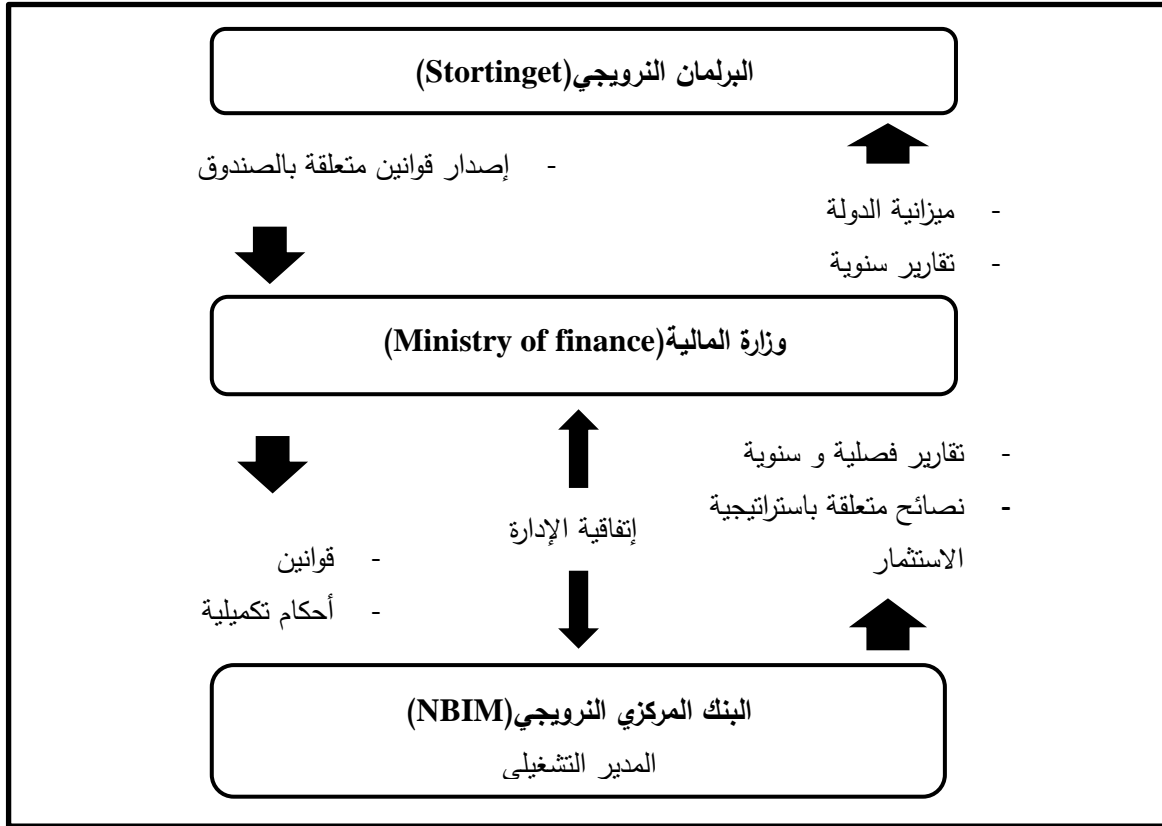 البرلمان النرويجي(Stortinget)
- إصدار قوانين متعلقة بالصندوق
- ميزانية الدولة
- تقارير سنوية
وزارة المالية(Ministry of finance)
- تقارير فصلية و سنوية
- نصائح متعلقة باستراتيجية
الاستثمار
إتفاقية الإدارة
- قوانين
- أحكام تكميلية
البنك المركزي النرويجي(NBIM)
المدير التشغيلي